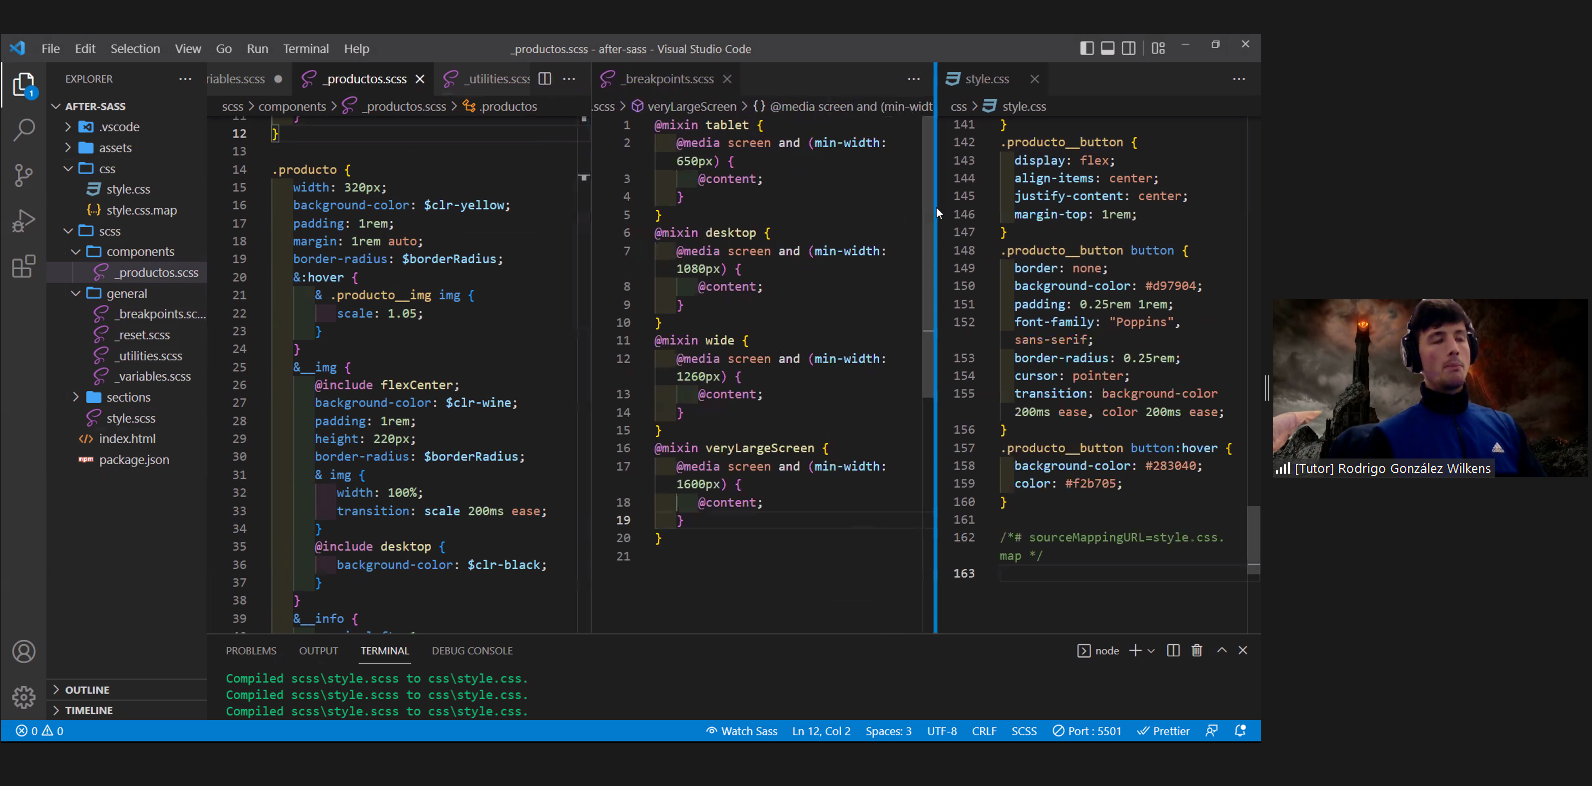 File Edit Selection View Go Run Terminal Help
_productos.scss - after-sass - Visual Studio Code
EXPLORER
AFTER-SASS
.vscode
assets
css
style.css
style.css.map
scss
components
_productos.scss
general
_breakpoints.sc...
_reset.scss
_utilities.scss
_variables.scss
sections
style.scss
index.html
package.json
OUTLINE
TIMELINE
riables.scss
_productos.scss
_utilities.scss
scss > components > _productos.scss > .productos
11 }
12 }
13
14 .producto {
15 width: 320px;
16 background-color: $clr-yellow;
17 padding: 1rem;
18 margin: 1rem auto;
19 border-radius: $borderRadius;
20 &:hover {
21 & .producto__img img {
22 scale: 1.05;
23 }
24 }
25 &__img {
26 @include flexCenter;
27 background-color: $clr-wine;
28 padding: 1rem;
29 height: 220px;
30 border-radius: $borderRadius;
31 & img {
32 width: 100%;
33 transition: scale 200ms ease;
34 }
35 @include desktop {
36 background-color: $clr-black;
37 }
38 }
39 &__info {
_breakpoints.scss
.scss > veryLargeScreen > {} @media screen and (min-widt
1 @mixin tablet {
2 @media screen and (min-width:
650px) {
3 @content;
4 }
5 }
6 @mixin desktop {
7 @media screen and (min-width:
1080px) {
8 @content;
9 }
10 }
11 @mixin wide {
12 @media screen and (min-width:
1260px) {
13 @content;
14 }
15 }
16 @mixin veryLargeScreen {
17 @media screen and (min-width:
1600px) {
18 @content;
19 }
20 }
21
style.css
css > style.css
141 }
142 .producto__button {
143 display: flex;
144 align-items: center;
145 justify-content: center;
146 margin-top: 1rem;
147 }
148 .producto__button button {
149 border: none;
150 background-color: #d97904;
151 padding: 0.25rem 1rem;
152 font-family: "Poppins",
sans-serif;
153 border-radius: 0.25rem;
154 cursor: pointer;
155 transition: background-color
200ms ease, color 200ms ease;
156 }
157 .producto__button button:hover {
158 background-color: #283040;
159 color: #f2b705;
160 }
161
162 /*# sourceMappingURL=style.css.
map */
163
PROBLEMS OUTPUT TERMINAL DEBUG CONSOLE
node
Compiled scss\style.scss to css\style.css.
Compiled scss\style.scss to css\style.css.
Compiled scss\style.scss to css\style.css.
0 0
Watch Sass Ln 12, Col 2 Spaces: 3 UTF-8 CRLF SCSS Port : 5501 Prettier
1
[Tutor] Rodrigo González Wilkens